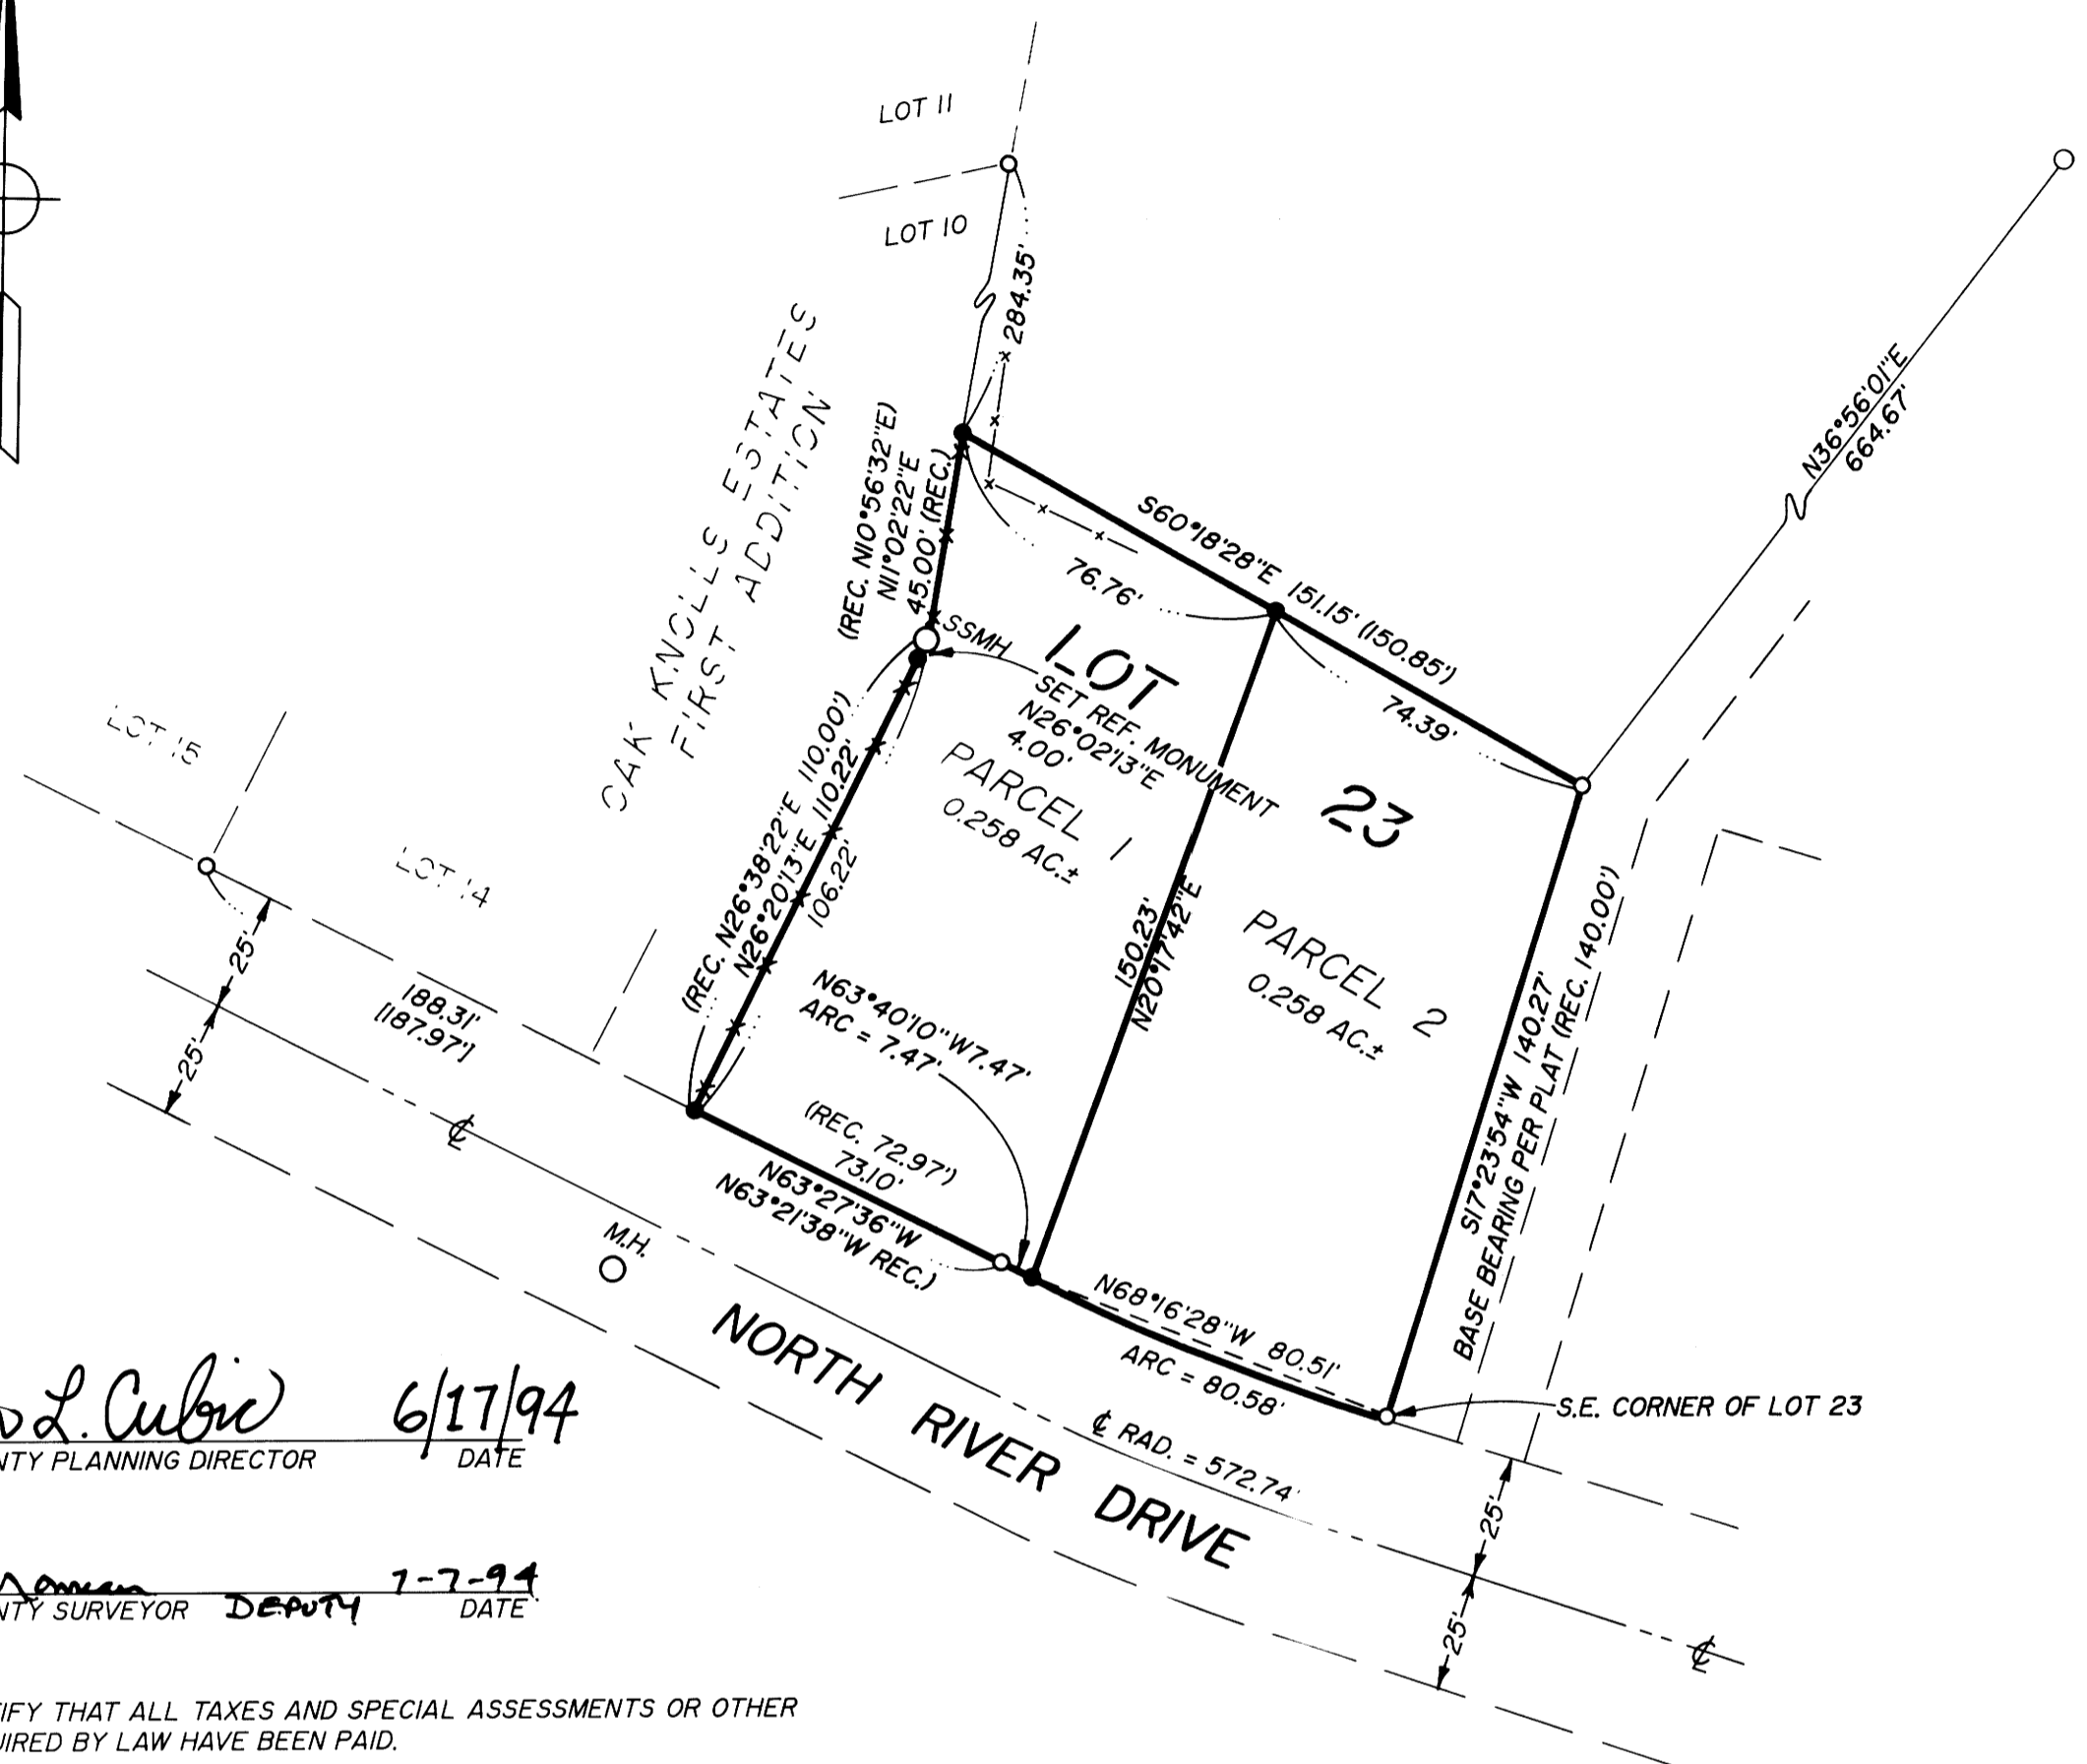 LOT 11
LOT 10
284.35'
N36°56'01"E
664.67'
OAK KNOLLS ESTATES
FIRST ADDITION
(REC. N10°56'32"E)
N11°02'22"E
45.00' (REC.)
S60°18'28"E 151.15' (150.85')
76.76'
74.39'
SSMH
SET REF. MONUMENT
N26°02'13"E
4.00'
LOT
23
PARCEL 1
0.258 AC.±
PARCEL 2
0.258 AC.±
LOT 15
LOT 14
(REC. N26°38'22"E 110.00')
N26°20'13"E 110.22'
106.22'
150.23'
N20°17'42"E
S17°23'54"W 140.27'
BASE BEARING PER PLAT (REC. 140.00')
25'
25'
188.31'
[187.97']
N63°40'10"W 7.47'
ARC = 7.47'
(REC. 72.97')
73.10'
N63°27'36"W
N63°21'38"W REC.)
℄
M.H.
N68°16'28"W 80.51'
ARC = 80.58'
S.E. CORNER OF LOT 23
℄ RAD. = 572.74'
NORTH RIVER DRIVE
25'
25'
℄
L. Cubic 6/17/94
NTY PLANNING DIRECTOR DATE
7-7-94
NTY SURVEYOR DEPUTY DATE
IFY THAT ALL TAXES AND SPECIAL ASSESSMENTS OR OTHER
UIRED BY LAW HAVE BEEN PAID.